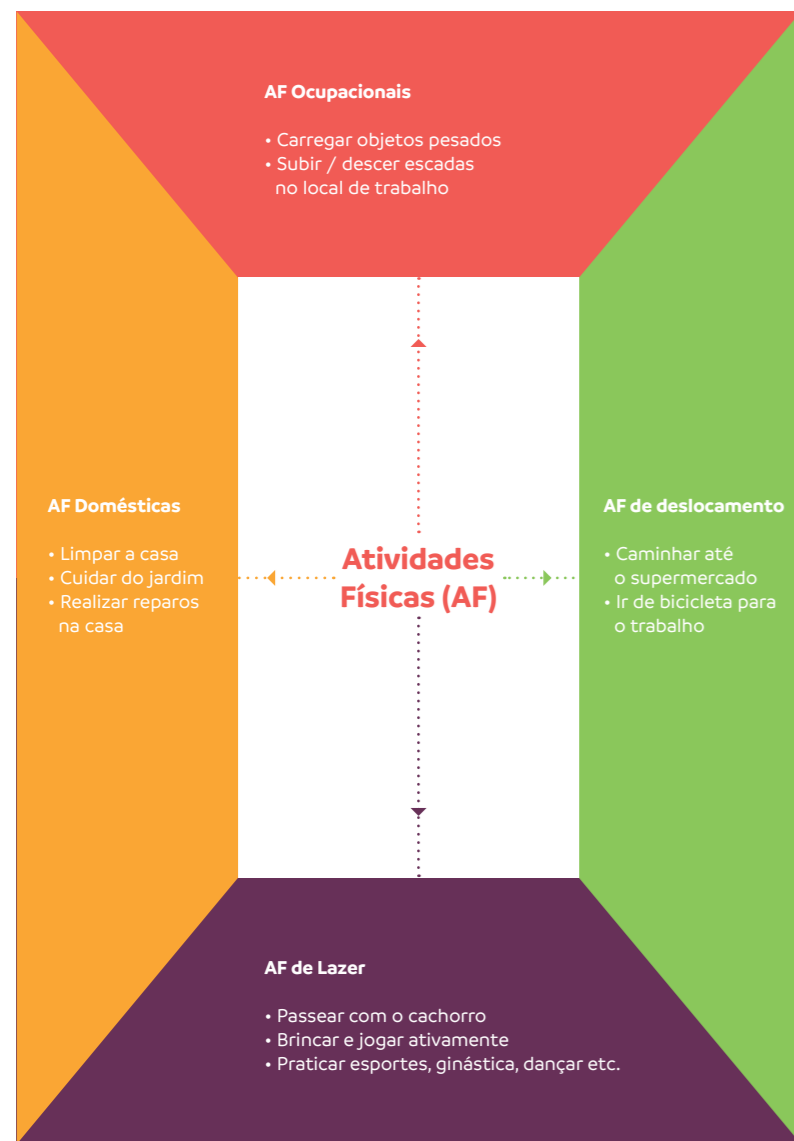 AF Ocupacionais
• Carregar objetos pesados
• Subir / descer escadas
no local de trabalho
AF Domésticas
• Limpar a casa
• Cuidar do jardim
• Realizar reparos
na casa
Atividades
Físicas (AF)
AF de deslocamento
• Caminhar até
o supermercado
• Ir de bicicleta para
o trabalho
AF de Lazer
• Passear com o cachorro
• Brincar e jogar ativamente
• Praticar esportes, ginástica, dançar etc.